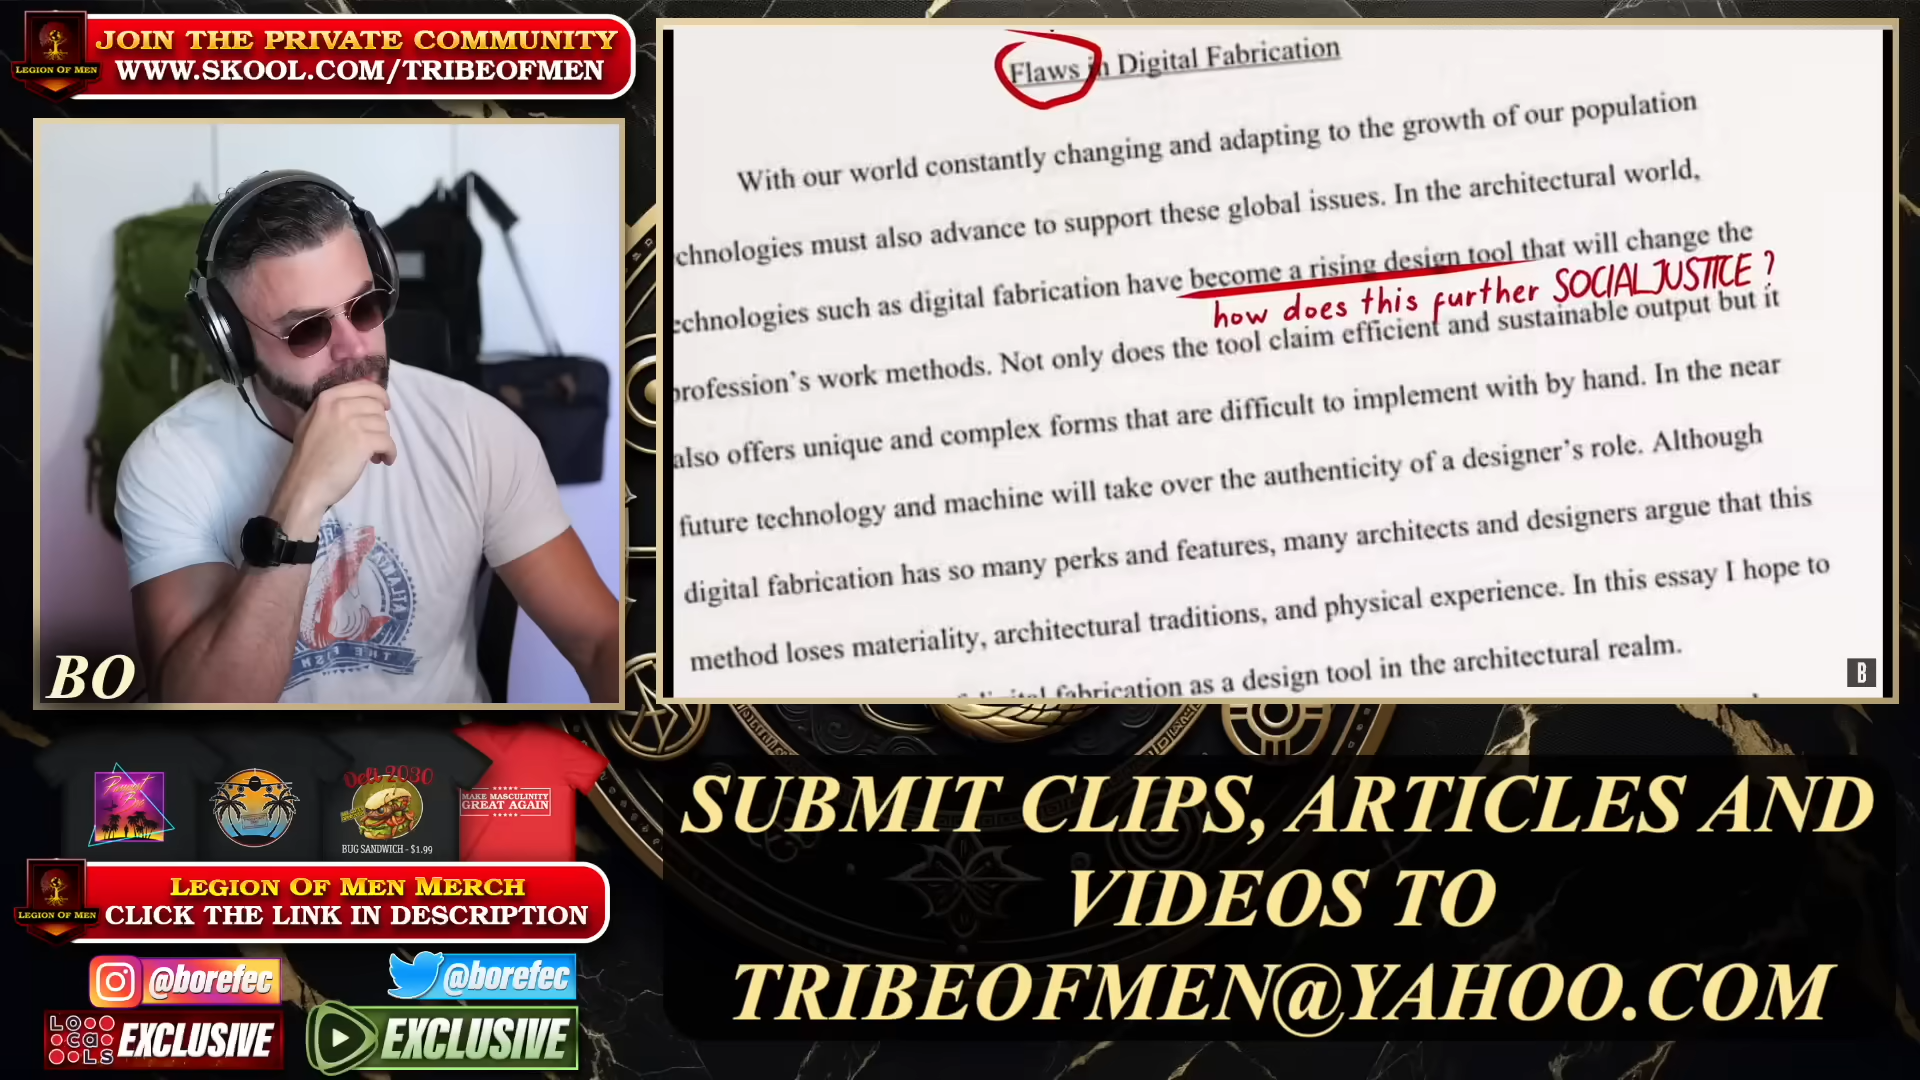 JOIN THE PRIVATE COMMUNITY
WWW.SKOOL.COM/TRIBEOFMEN
LEGION OF MEN
BO
Flaws in Digital Fabrication
With our world constantly changing and adapting to the growth of our population
chnologies must also advance to support these global issues. In the architectural world,
echnologies such as digital fabrication have become a rising design tool that will change the
how does this further SOCIAL JUSTICE ?
profession's work methods. Not only does the tool claim efficient and sustainable output but it
also offers unique and complex forms that are difficult to implement with by hand. In the near
future technology and machine will take over the authenticity of a designer's role. Although
digital fabrication has so many perks and features, many architects and designers argue that this
method loses materiality, architectural traditions, and physical experience. In this essay I hope to
fabrication as a design tool in the architectural realm.
B
BUG SANDWICH - $1.99
MAKE MASCULINITY
GREAT AGAIN
LEGION OF MEN MERCH
CLICK THE LINK IN DESCRIPTION
LEGION OF MEN
@borefec
@borefec
LOCALS
EXCLUSIVE
EXCLUSIVE
SUBMIT CLIPS, ARTICLES AND
VIDEOS TO
TRIBEOFMEN@YAHOO.COM